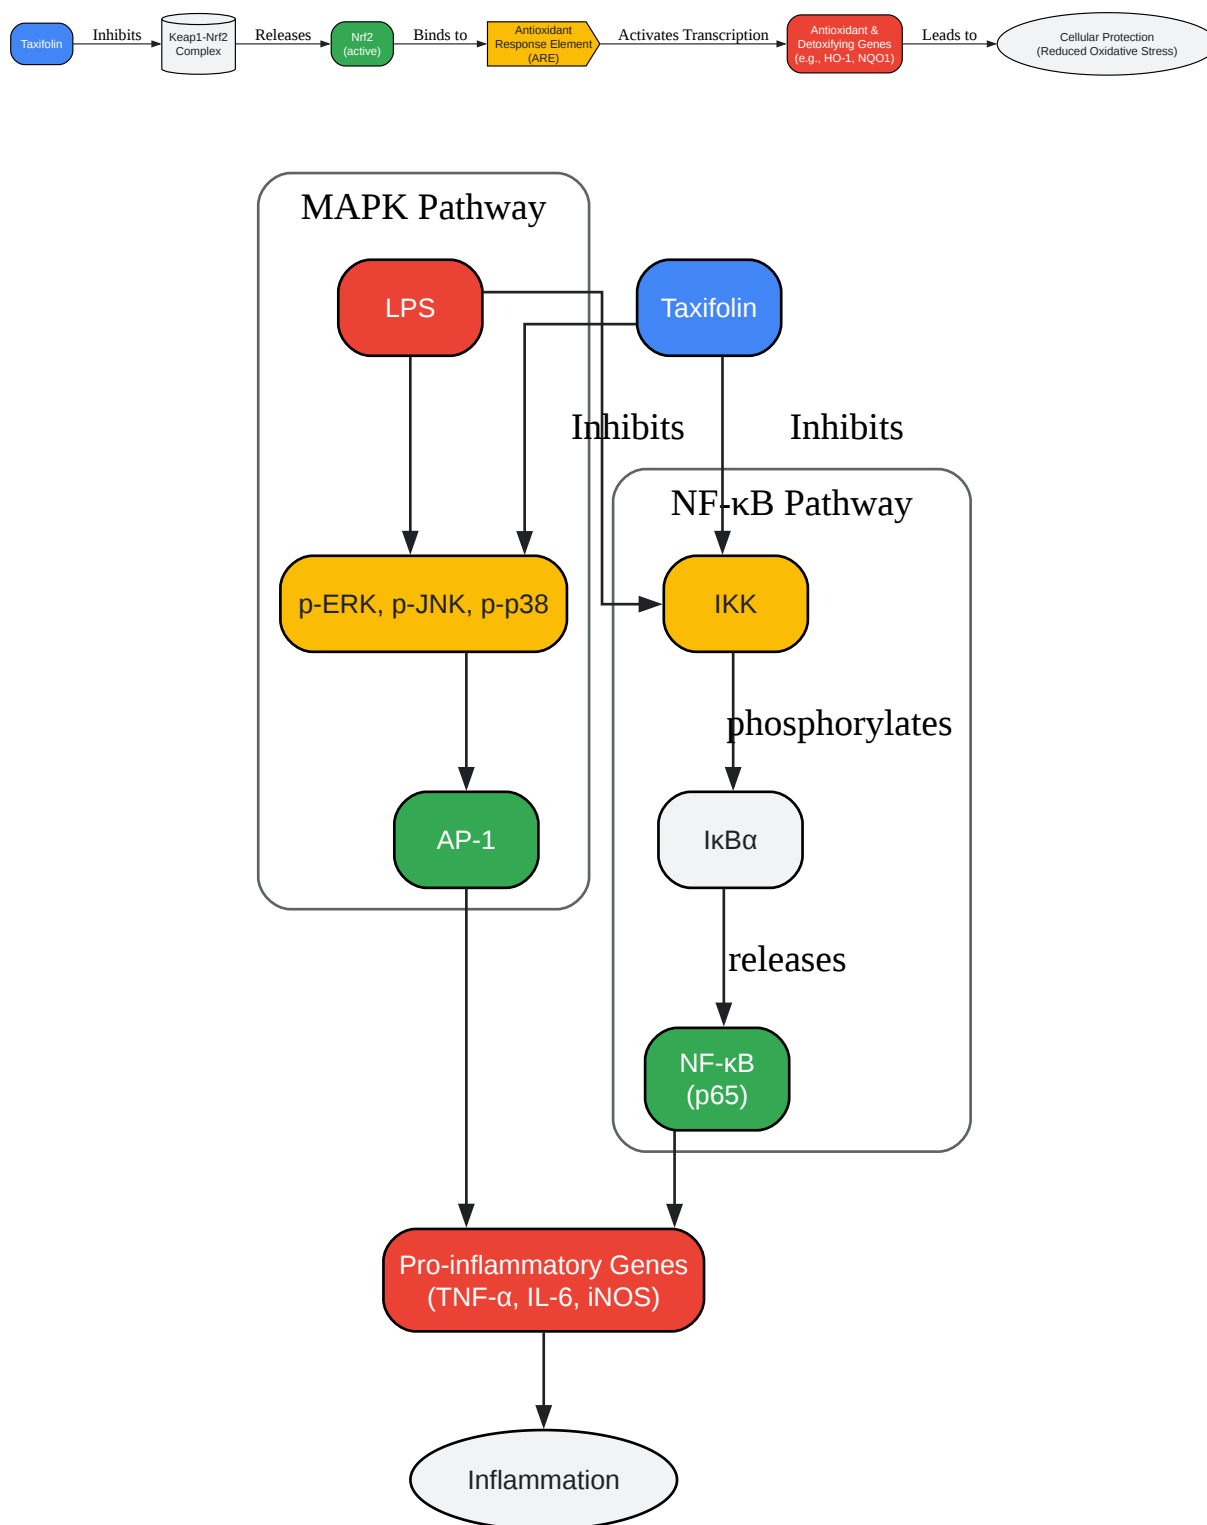 Taxifolin
Inhibits
Keap1-Nrf2
Complex
Releases
Nrf2
(active)
Binds to
Antioxidant
Response Element
(ARE)
Activates Transcription
Antioxidant &
Detoxifying Genes
(e.g., HO-1, NQO1)
Leads to
Cellular Protection
(Reduced Oxidative Stress)
MAPK Pathway
LPS
Taxifolin
Inhibits
Inhibits
NF-κB Pathway
p-ERK, p-JNK, p-p38
IKK
phosphorylates
AP-1
IκBα
releases
NF-κB
(p65)
Pro-inflammatory Genes
(TNF-α, IL-6, iNOS)
Inflammation